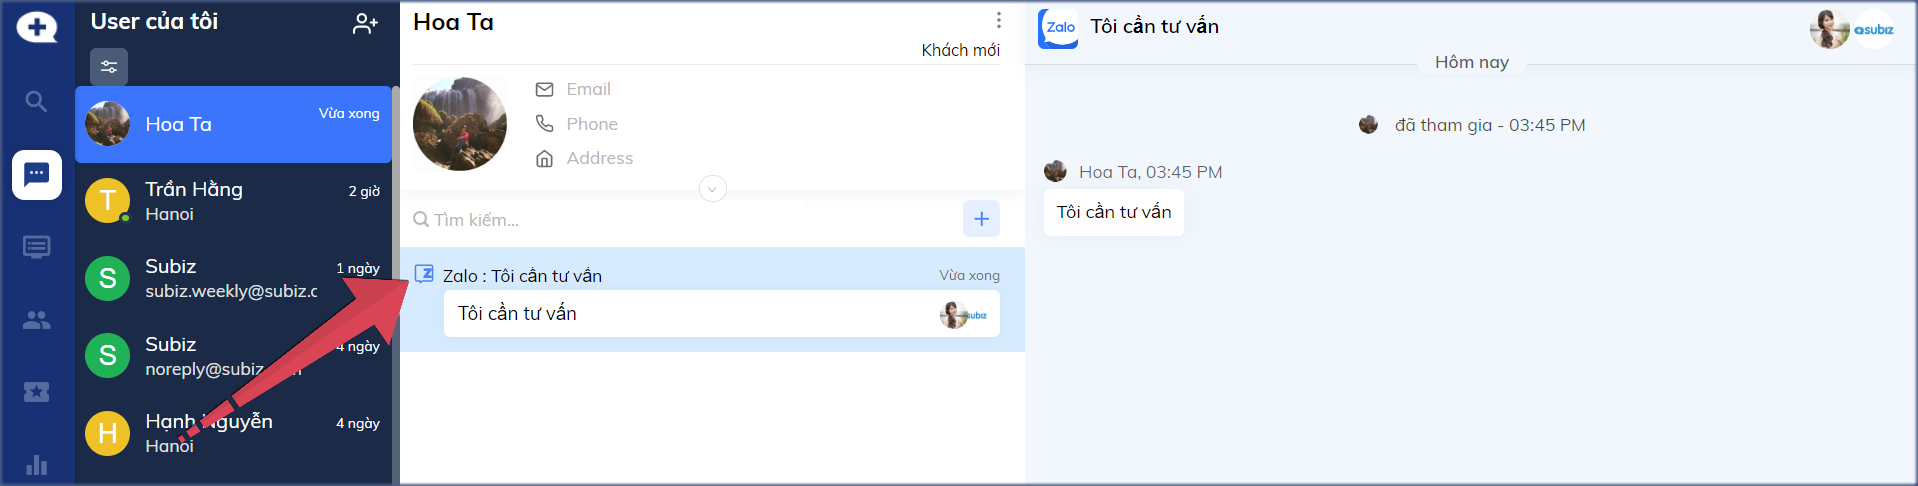 User của tôi
Hoa Ta
Vừa xong
T
Trần Hằng
2 giờ
Hanoi
S
Subiz
1 ngày
subiz.weekly@subiz.c
S
Subiz
4 ngày
noreply@subiz.
H
Hạnh Nguyễn
4 ngày
Hanoi
Hoa Ta
Khách mới
Email
Phone
Address
Tìm kiếm...
+
Z
Zalo : Tôi cần tư vấn
Vừa xong
Tôi cần tư vấn
subiz
Zalo
Tôi cần tư vấn
subiz
Hôm nay
đã tham gia - 03:45 PM
Hoa Ta, 03:45 PM
Tôi cần tư vấn